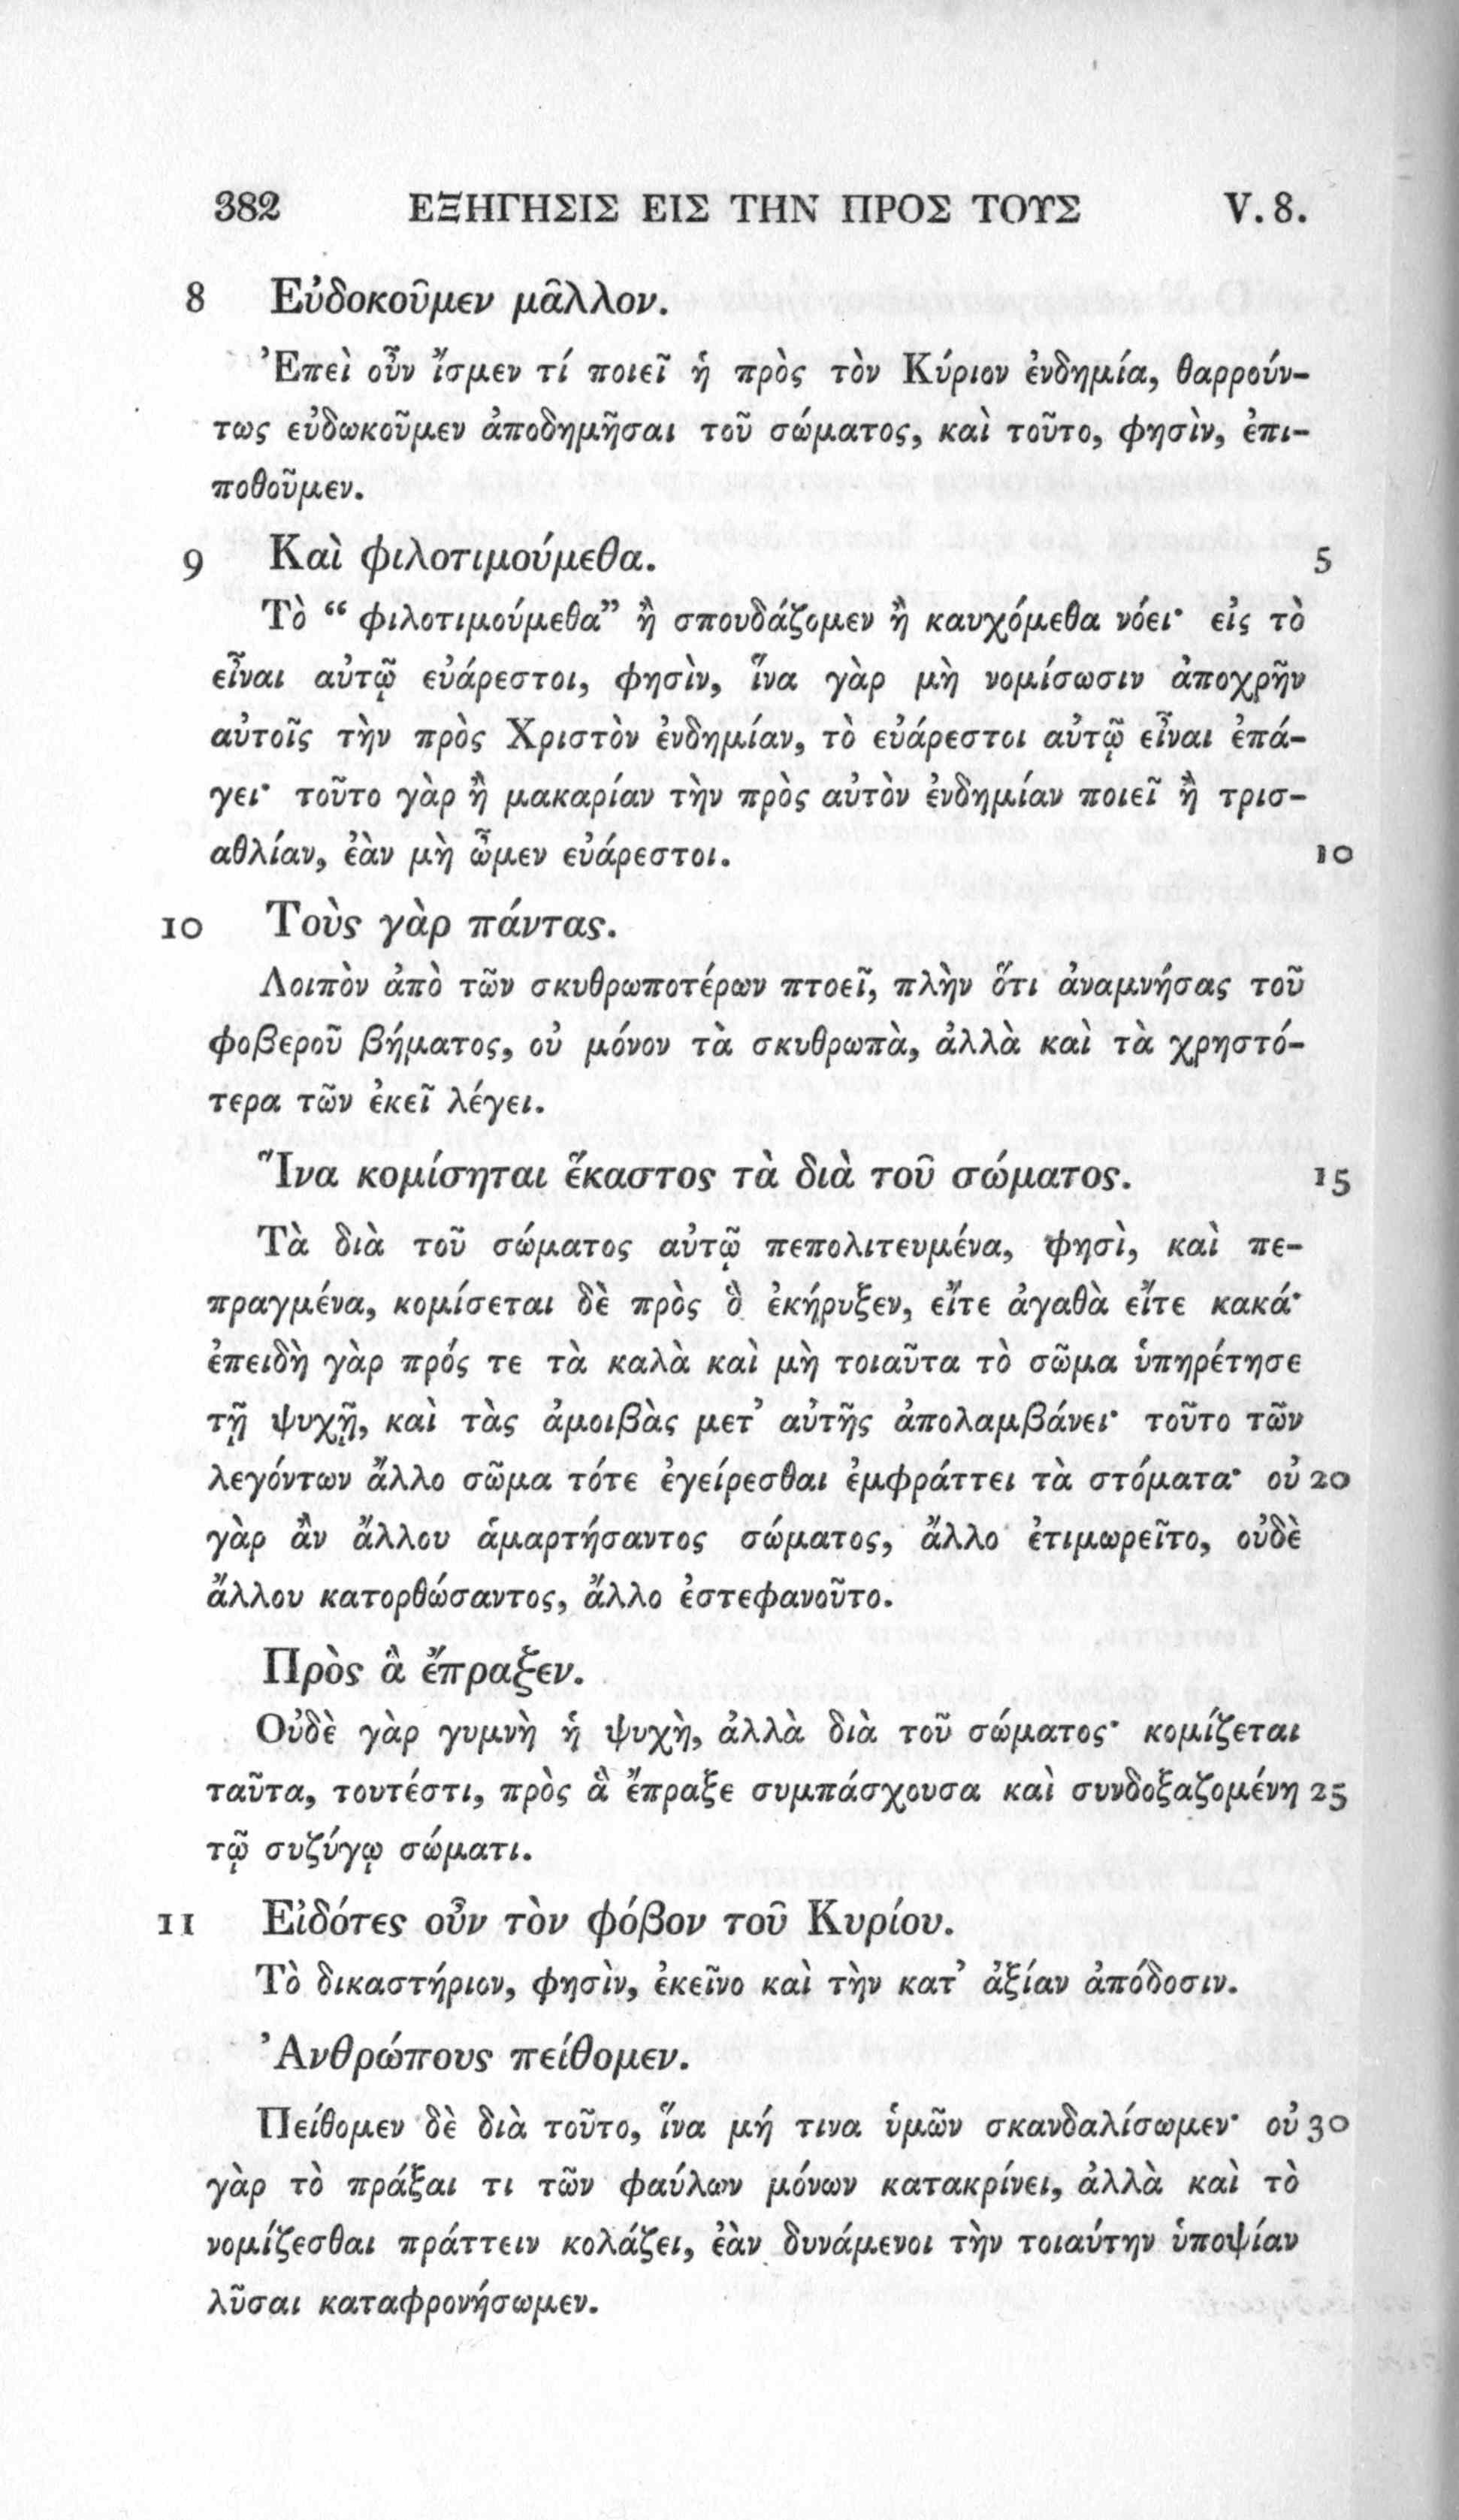 382 ΕΞΗΓΗΣΙΣ ΕΙΣ ΤΗΝ ΠΡΟΣ ΤΟΥΣ V. 8.
8 Εὐδοκοῦμεν μᾶλλον.
Ἐπεὶ οὖν ἴσμεν τί ποιεῖ ἡ πρὸς τὸν Κύριον ἐνδημία, θαρρούν-
τως εὐδωκοῦμεν ἀποδημῆσαι τοῦ σώματος, καὶ τοῦτο, φησὶν, ἐπι-
ποθοῦμεν.
9 Καὶ φιλοτιμούμεθα. 5
Τὸ “ φιλοτιμούμεθα” ἢ σπουδάζομεν ἢ καυχόμεθα νόει· εἰς τὸ
εἶναι αὐτῷ εὐάρεστοι, φησὶν, ἵνα γὰρ μὴ νομίσωσιν ἀποχρῆν
αὐτοῖς τὴν πρὸς Χριστὸν ἐνδημίαν, τὸ εὐάρεστοι αὐτῷ εἶναι ἐπά-
γει· τοῦτο γὰρ ἢ μακαρίαν τὴν πρὸς αὐτὸν ἐνδημίαν ποιεῖ ἢ τρισ-
αθλίαν, ἐὰν μὴ ὦμεν εὐάρεστοι. 10
10 Τοὺς γὰρ πάντας.
Λοιπὸν ἀπὸ τῶν σκυθρωποτέρων πτοεῖ, πλὴν ὅτι ἀναμνήσας τοῦ
φοβεροῦ βήματος, οὐ μόνον τὰ σκυθρωπὰ, ἀλλὰ καὶ τὰ χρηστό-
τερα τῶν ἐκεῖ λέγει.
Ἵνα κομίσηται ἕκαστος τὰ διὰ τοῦ σώματος. 15
Τὰ διὰ τοῦ σώματος αὐτῷ πεπολιτευμένα, φησὶ, καὶ πε-
πραγμένα, κομίσεται δὲ πρὸς ὃ ἐκήρυξεν, εἴτε ἀγαθὰ εἴτε κακά·
ἐπειδὴ γὰρ πρός τε τὰ καλὰ καὶ μὴ τοιαῦτα τὸ σῶμα ὑπηρέτησε
τῇ ψυχῇ, καὶ τὰς ἀμοιβὰς μετ’ αὐτῆς ἀπολαμβάνει· τοῦτο τῶν
λεγόντων ἄλλο σῶμα τότε ἐγείρεσθαι ἐμφράττει τὰ στόματα· οὐ 20
γὰρ ἂν ἄλλου ἁμαρτήσαντος σώματος, ἄλλο ἐτιμωρεῖτο, οὐδὲ
ἄλλου κατορθώσαντος, ἄλλο ἐστεφανοῦτο.
Πρὸς ἃ ἔπραξεν.
Οὐδὲ γὰρ γυμνὴ ἡ ψυχὴ, ἀλλὰ διὰ τοῦ σώματος· κομίζεται
ταῦτα, τουτέστι, πρὸς ἃ ἔπραξε συμπάσχουσα καὶ συνδοξαζομένη 25
τῷ συζύγῳ σώματι.
11 Εἰδότες οὖν τὸν φόβον τοῦ Κυρίου.
Τὸ δικαστήριον, φησὶν, ἐκεῖνο καὶ τὴν κατ’ ἀξίαν ἀπόδοσιν.
Ἀνθρώπους πείθομεν.
Πείθομεν δὲ διὰ τοῦτο, ἵνα μή τινα ὑμῶν σκανδαλίσωμεν· οὐ 30
γὰρ τὸ πράξαι τι τῶν φαύλων μόνων κατακρίνει, ἀλλὰ καὶ τὸ
νομίζεσθαι πράττειν κολάζει, ἐὰν δυνάμενοι τὴν τοιαύτην ὑποψίαν
λῦσαι καταφρονήσωμεν.